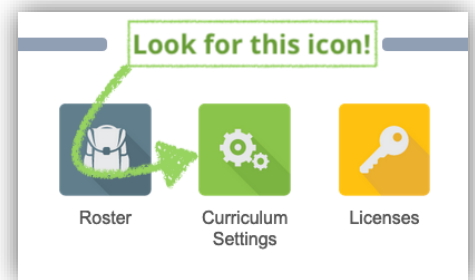 Look for this icon!
Roster
Curriculum
Settings
Licenses